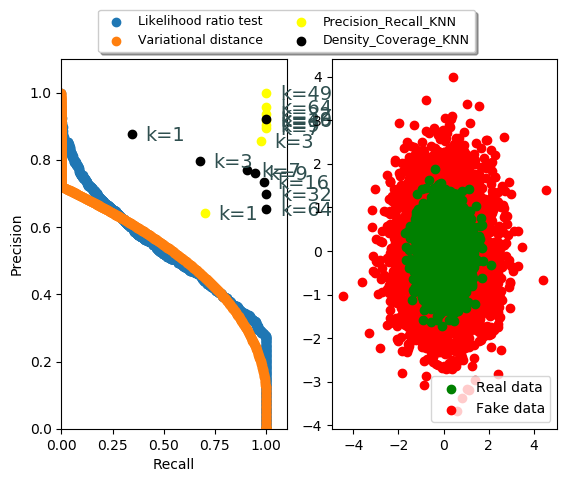 Likelihood ratio test
Variational distance
Precision_Recall_KNN
Density_Coverage_KNN
Precision
1.0
0.8
0.6
0.4
0.2
0.0
k=49
k=64
k=1
k=3
k=3
k=7
k=9
k=16
k=32
k=64
k=1
0.00
0.25
0.50
0.75
1.00
Recall
4
3
2
1
0
−1
−2
−3
−4
Real data
Fake data
−4
−2
0
2
4